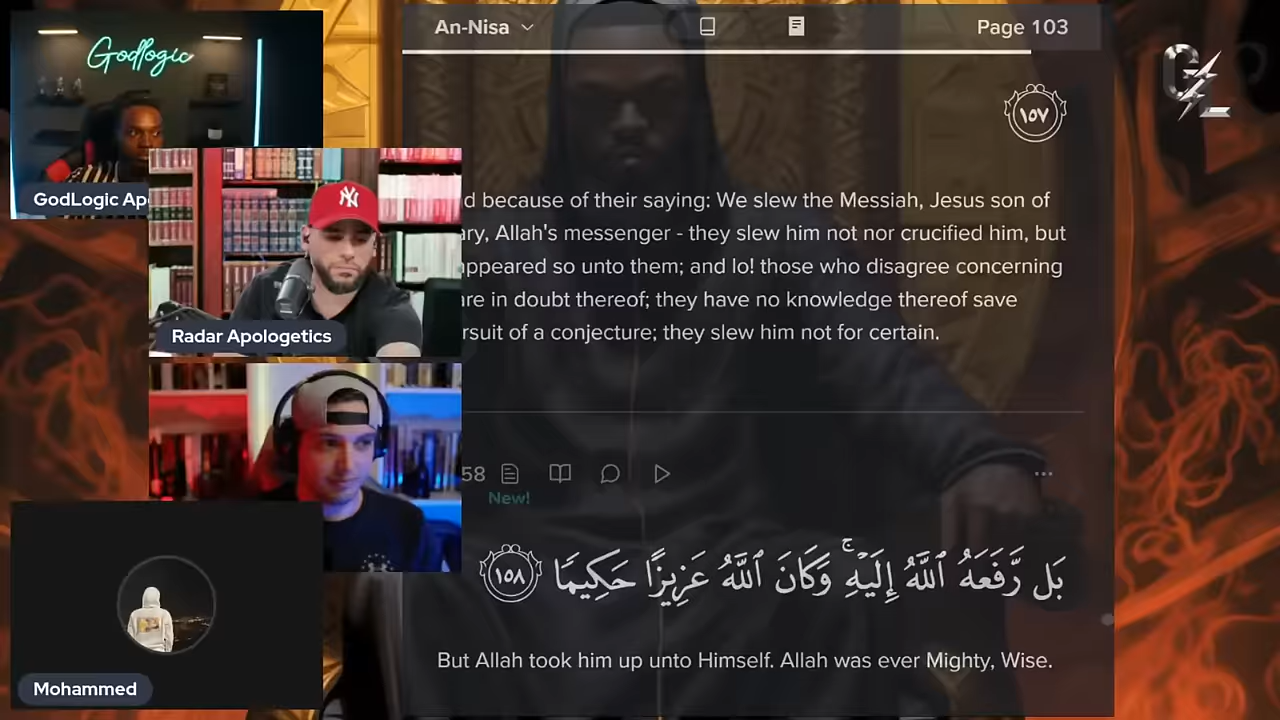 An-Nisa
Page 103
Godlogic
GodLogic Ap
NY
Radar Apologetics
Mohammed
١٥٧
because of their saying: We slew the Messiah, Jesus son of
Allah's messenger - they slew him not nor crucified him, but
appeared so unto them; and lo! those who disagree concerning
are in doubt thereof; they have no knowledge thereof save
of a conjecture; they slew him not for certain.
58
New!
بَل رَّفَعَهُ ٱللَّهُ إِلَيْهِ ۚ وَكَانَ ٱللَّهُ عَزِيزًا حَكِيمًا ١٥٨
But Allah took him up unto Himself. Allah was ever Mighty, Wise.